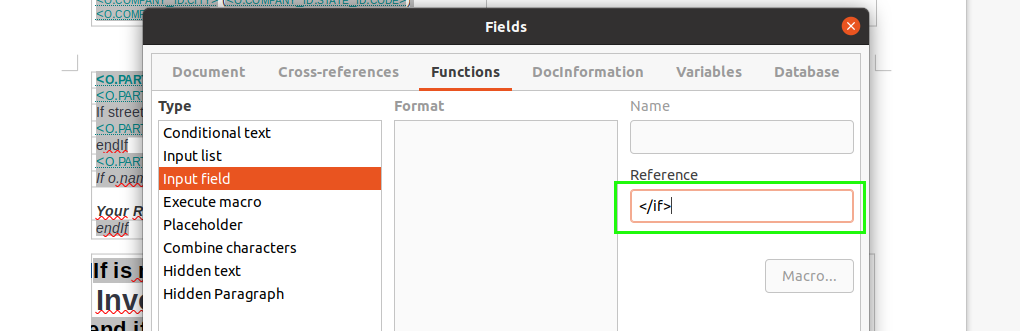 <O.COMPANY_ID.CITY> (<O.COMPANY_ID.STATE_ID.CODE>)
<O.COMP
Fields
Document Cross-references Functions DocInformation Variables Database
<O.PART
Type Format Name
<O.PART
If street
Conditional text
<O.PART
Input list
endIf
<O.PART
Input field
Reference
If o.nam
Execute macro
</if>
Your R
Placeholder
endIf
Combine characters
If is
Hidden text
Macro...
Inv
Hidden Paragraph
end if